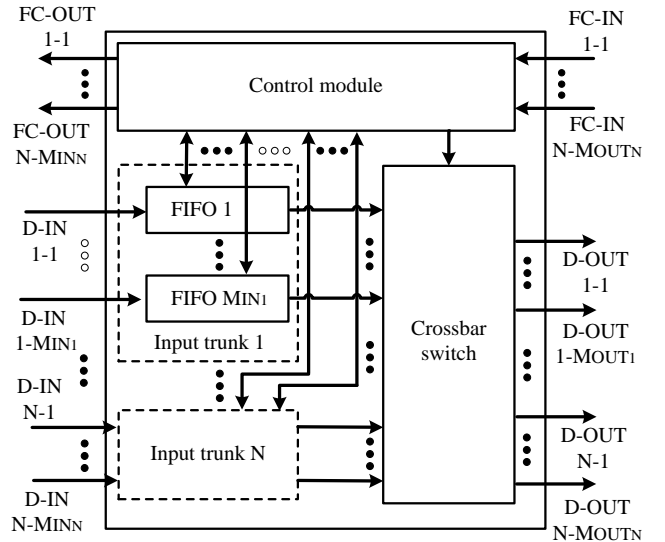 FC-OUT
1-1
FC-OUT
N-MINN
Control module
FC-IN
1-1
FC-IN
N-MOUTN
D-IN
1-1
D-IN
1-MIN1
D-IN
N-1
D-IN
N-MINN
FIFO 1
FIFO MIN1
Input trunk 1
Input trunk N
Crossbar
switch
D-OUT
1-1
D-OUT
1-MOUT1
D-OUT
N-1
D-OUT
N-MOUTN